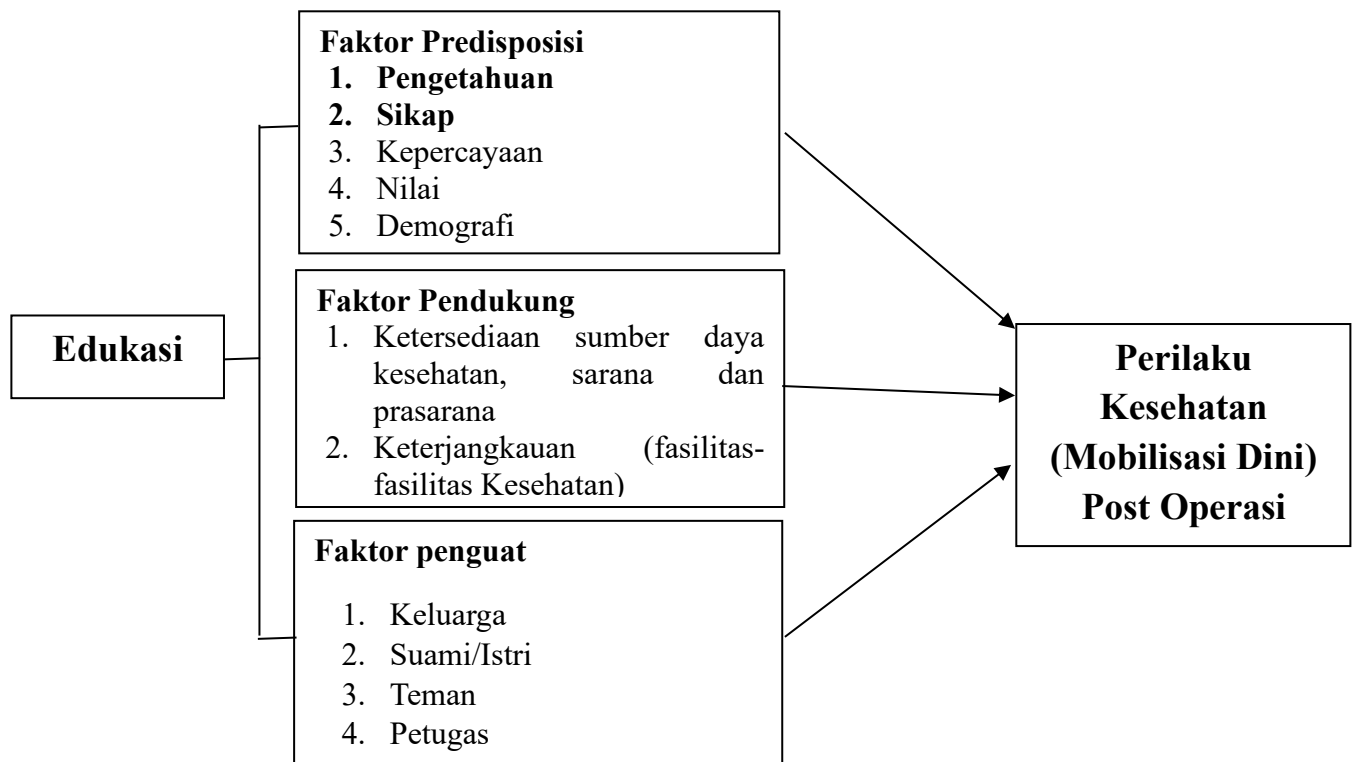 Edukasi
Faktor Predisposisi
1. Pengetahuan
2. Sikap
3. Kepercayaan
4. Nilai
5. Demografi
Faktor Pendukung
1. Ketersediaan sumber daya
kesehatan, sarana dan
prasarana
2. Keterjangkauan (fasilitas-
fasilitas Kesehatan)
Faktor penguat
1. Keluarga
2. Suami/Istri
3. Teman
4. Petugas
Perilaku
Kesehatan
(Mobilisasi Dini)
Post Operasi